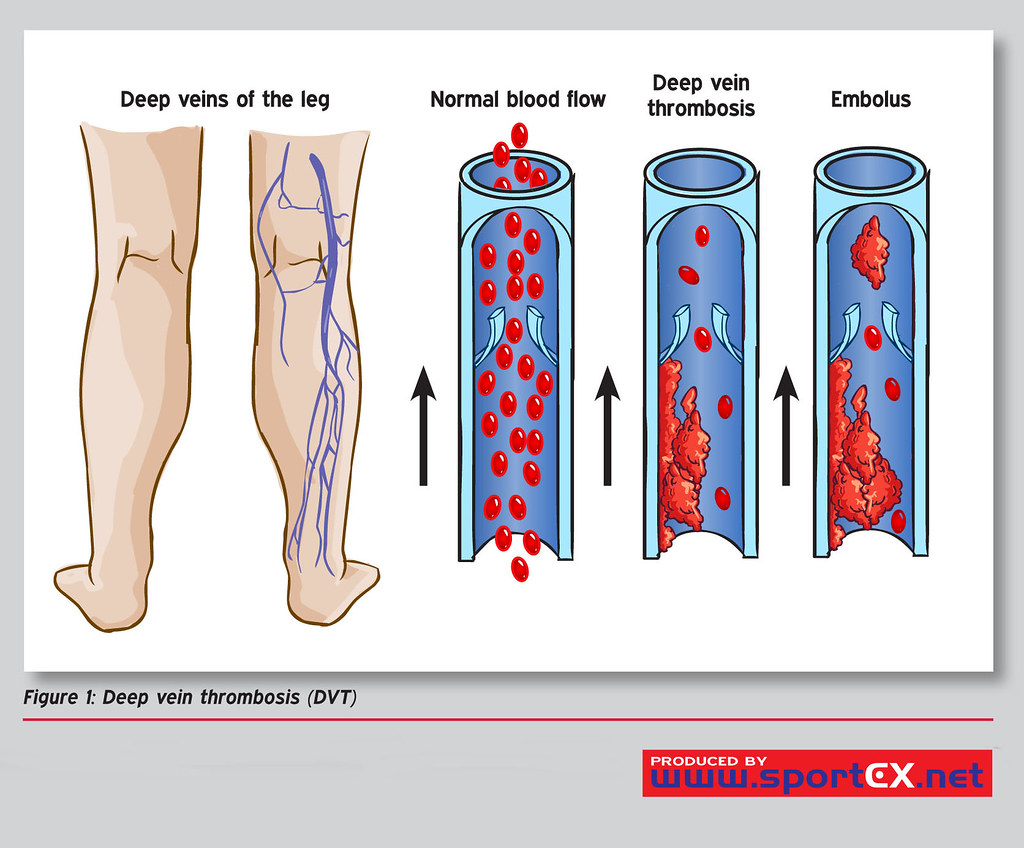 Deep veins of the leg
Normal blood flow
Deep vein
thrombosis
Embolus
Figure 1: Deep vein thrombosis (DVT)
PRODUCED BY
www.sportEX.net